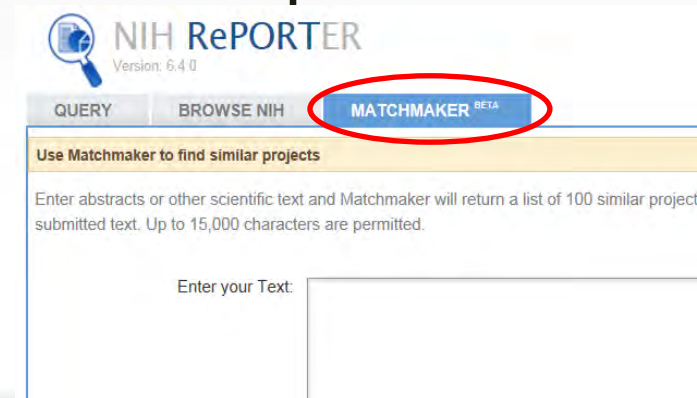 NIH RePORTER
Version: 6.4.0
QUERY BROWSE NIH MATCHMAKER BETA
Use Matchmaker to find similar projects
Enter abstracts or other scientific text and Matchmaker will return a list of 100 similar project
submitted text. Up to 15,000 characters are permitted.
Enter your Text: